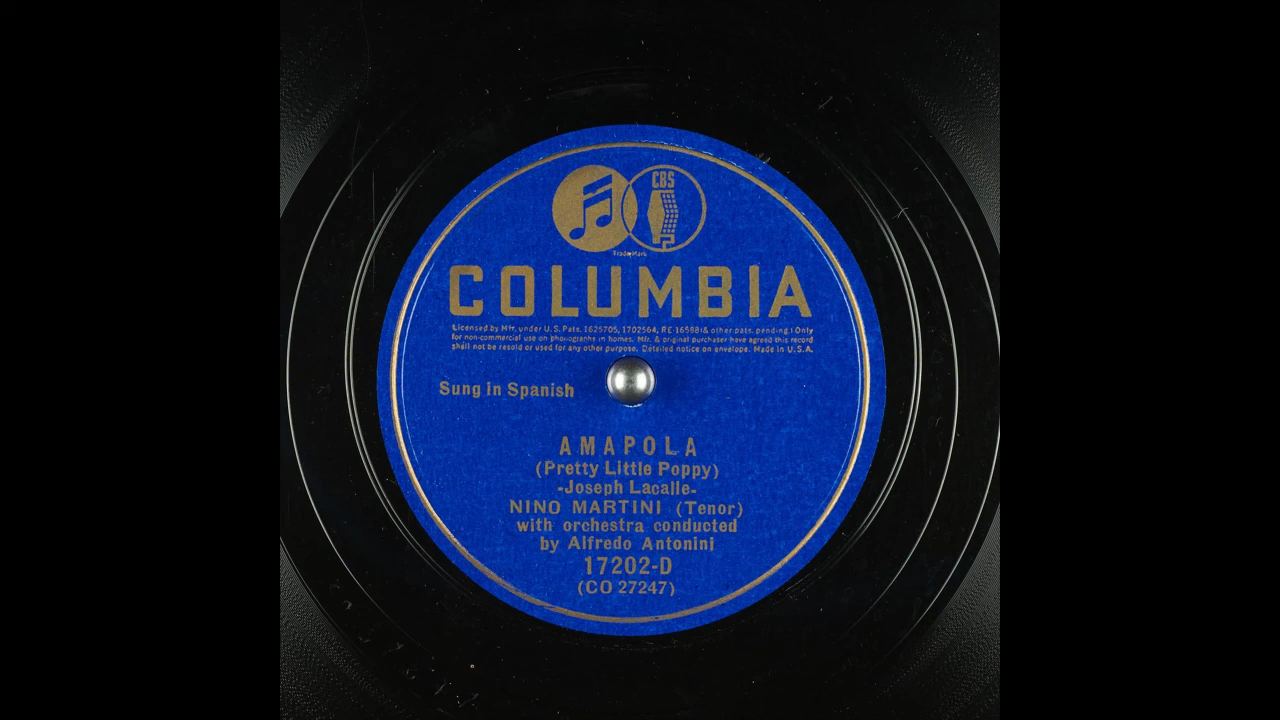 CBS
Trade Mark
COLUMBIA
Licensed by Mfr. under U.S. Pats. 1625705, 1702564, RE-16588 (& other pats. pending.) Only
for non-commercial use on phonographs in homes. Mfr. & original purchaser have agreed this record
shall not be resold or used for any other purpose. Detailed notice on envelope. Made in U.S.A.
Sung in Spanish
AMAPOLA
(Pretty Little Poppy)
-Joseph Lacalle-
NINO MARTINI (Tenor)
with orchestra conducted
by Alfredo Antonini
17202-D
(CO 27247)